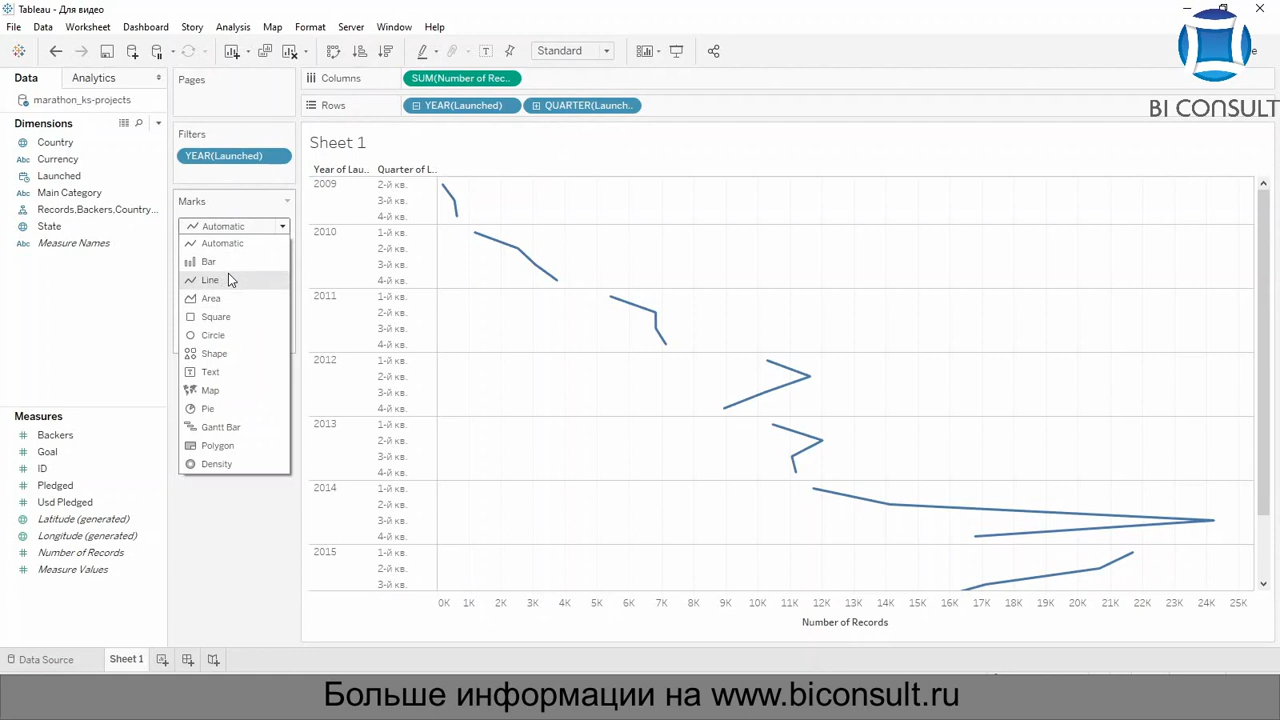 Tableau - Для видео
File Data Worksheet Dashboard Story Analysis Map Format Server Window Help
Standard
Data Analytics
marathon_ks-projects
Dimensions
Country
Currency
Launched
Main Category
Records,Backers,Country...
State
Measure Names
Measures
Backers
Goal
ID
Pledged
Usd Pledged
Latitude (generated)
Longitude (generated)
Number of Records
Measure Values
Pages
Filters
YEAR(Launched)
Marks
Automatic
Automatic
Bar
Line
Area
Square
Circle
Shape
Text
Map
Pie
Gantt Bar
Polygon
Density
Columns SUM(Number of Rec..
Rows YEAR(Launched) QUARTER(Launch..
BI CONSULT
Sheet 1
Year of Lau.. Quarter of L..
2009 2-й кв.
3-й кв.
4-й кв.
2010 1-й кв.
2-й кв.
3-й кв.
4-й кв.
2011 1-й кв.
2-й кв.
3-й кв.
4-й кв.
2012 1-й кв.
2-й кв.
3-й кв.
4-й кв.
2013 1-й кв.
2-й кв.
3-й кв.
4-й кв.
2014 1-й кв.
2-й кв.
3-й кв.
4-й кв.
2015 1-й кв.
2-й кв.
3-й кв.
0K 1K 2K 3K 4K 5K 6K 7K 8K 9K 10K 11K 12K 13K 14K 15K 16K 17K 18K 19K 20K 21K 22K 23K 24K 25K
Number of Records
Data Source Sheet 1
Больше информации на www.biconsult.ru